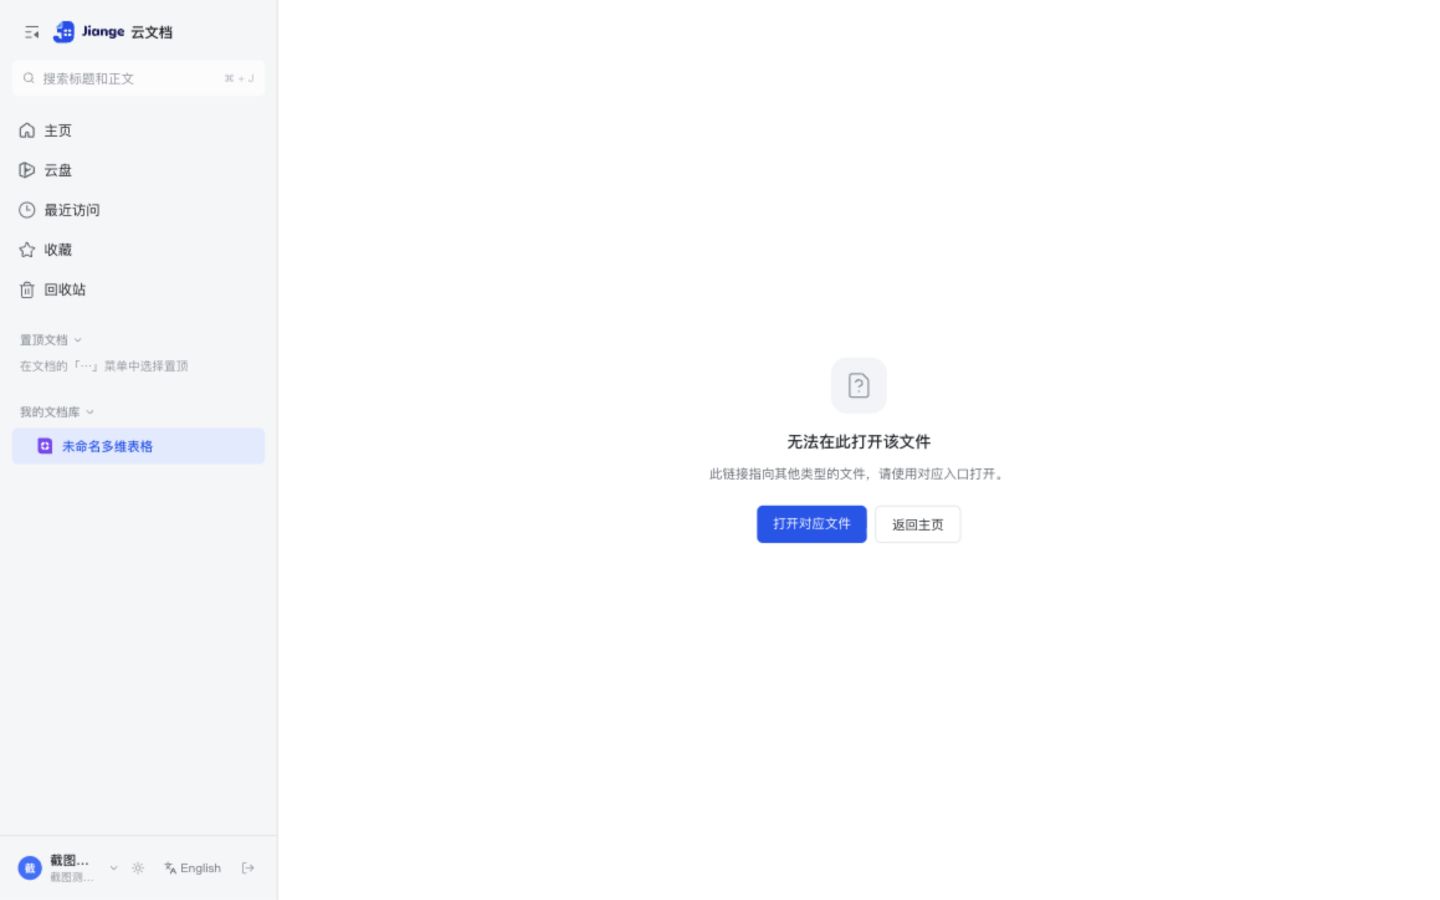 Jiange 云文档
搜索标题和正文 ⌘ + J
主页
云盘
最近访问
收藏
回收站
置顶文档
在文档的「···」菜单中选择置顶
我的文档库
未命名多维表格
无法在此打开该文件
此链接指向其他类型的文件，请使用对应入口打开。
打开对应文件 返回主页
截 截图... English
截图测...